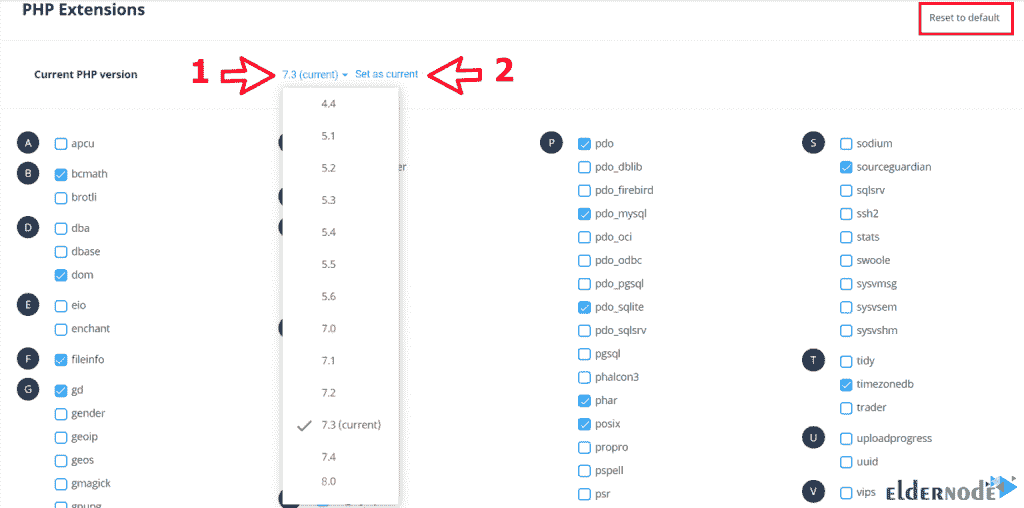 PHP Extensions
Reset to default
Current PHP version
1
7.3 (current)
Set as current
2
4.4
5.1
5.2
5.3
5.4
5.5
5.6
7.0
7.1
7.2
7.3 (current)
7.4
8.0
A
apcu
B
bcmath
brotli
D
dba
dbase
dom
E
eio
enchant
F
fileinfo
G
gd
gender
geoip
geos
gmagick
gnupg
P
pdo
pdo_dblib
pdo_firebird
pdo_mysql
pdo_oci
pdo_odbc
pdo_pgsql
pdo_sqlite
pdo_sqlsrv
pgsql
phalcon3
phar
posix
propro
pspell
psr
S
sodium
sourceguardian
sqlsrv
ssh2
stats
swoole
sysvmsg
sysvsem
sysvshm
T
tidy
timezonedb
trader
U
uploadprogress
uuid
V
vips
ELDERNODE